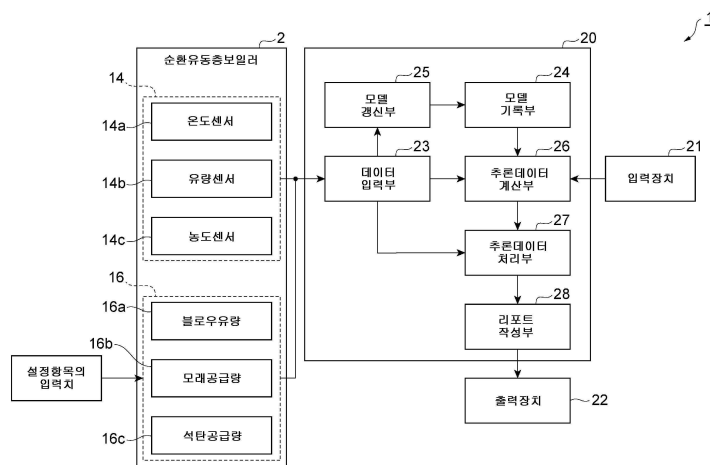 1
2
순환유동층보일러
14
14a
온도센서
14b
유량센서
14c
농도센서
16
16a
블로우유량
16b
모래공급량
16c
석탄공급량
설정항목의
입력치
20
25
모델
갱신부
24
모델
기록부
23
데이터
입력부
26
추론데이터
계산부
21
입력장치
27
추론데이터
처리부
28
리포트
작성부
출력장치
22